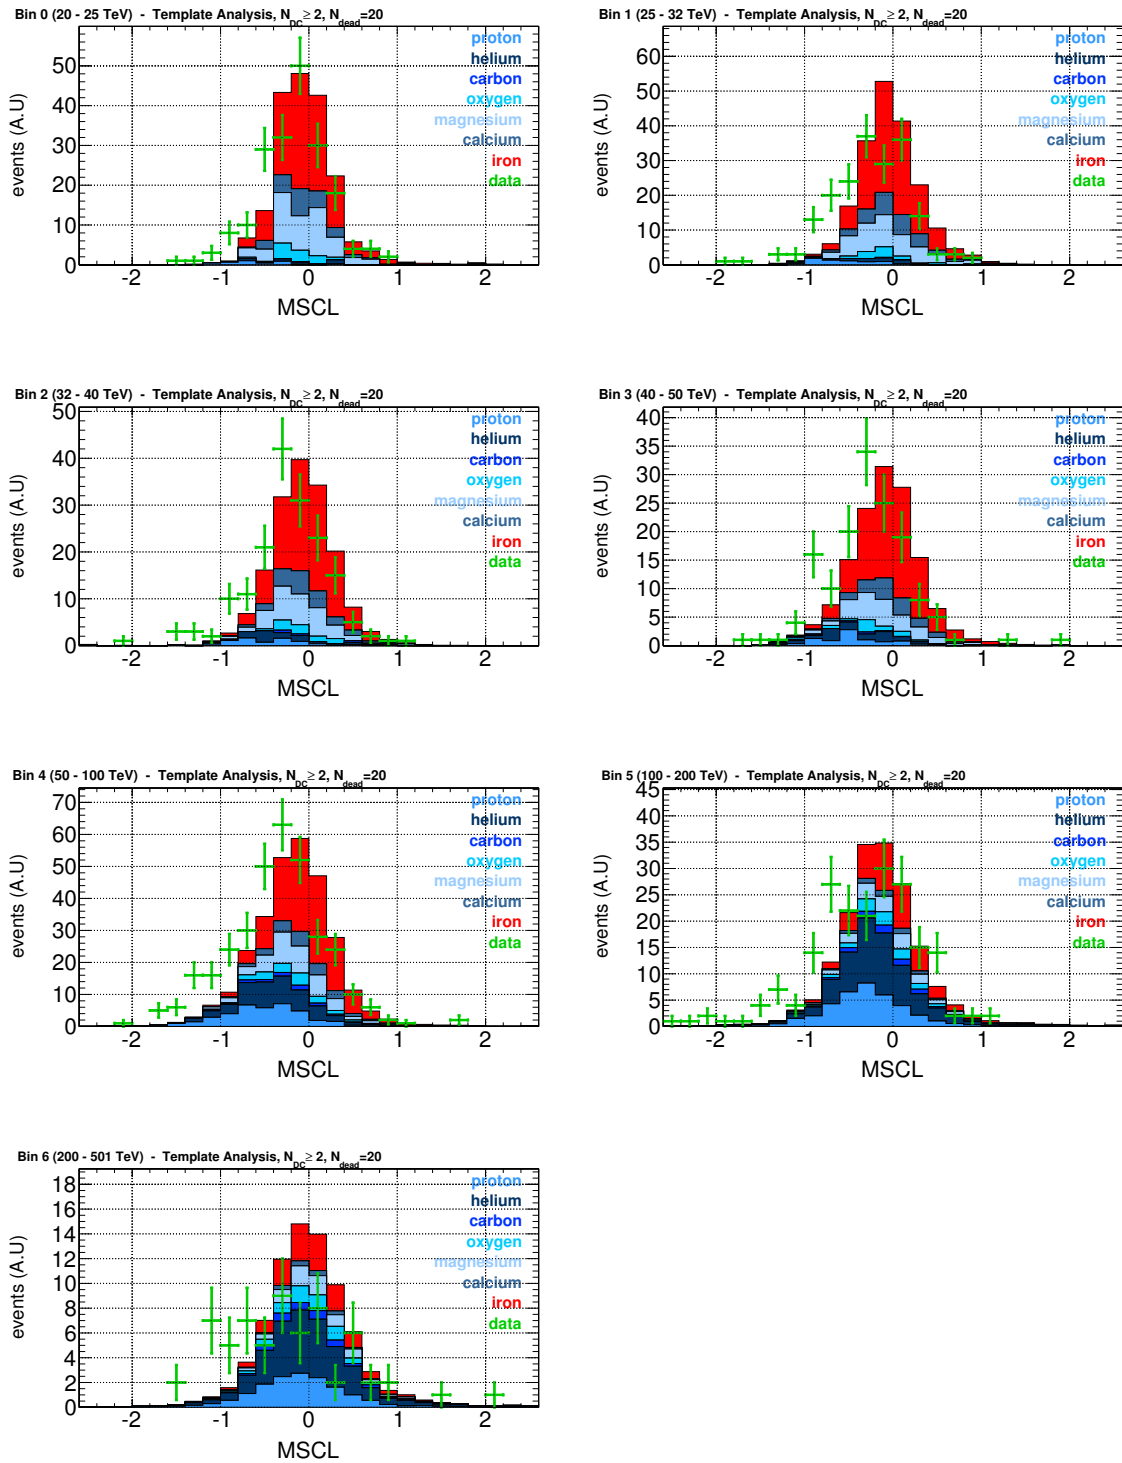 Bin 0 (20 - 25 TeV) - Template Analysis, N_DC ≥ 2, N_dead=20
events (A.U)
50
40
30
20
10
0
proton
helium
carbon
oxygen
magnesium
calcium
iron
data
-2 -1 0 1 2
MSCL
Bin 1 (25 - 32 TeV) - Template Analysis, N_DC ≥ 2, N_dead=20
events (A.U)
60
50
40
30
20
10
0
proton
helium
carbon
oxygen
magnesium
calcium
iron
data
-2 -1 0 1 2
MSCL
Bin 2 (32 - 40 TeV) - Template Analysis, N_DC ≥ 2, N_dead=20
events (A.U)
50
40
30
20
10
0
proton
helium
carbon
oxygen
magnesium
calcium
iron
data
-2 -1 0 1 2
MSCL
Bin 3 (40 - 50 TeV) - Template Analysis, N_DC ≥ 2, N_dead=20
events (A.U)
40
35
30
25
20
15
10
5
0
proton
helium
carbon
oxygen
magnesium
calcium
iron
data
-2 -1 0 1 2
MSCL
Bin 4 (50 - 100 TeV) - Template Analysis, N_DC ≥ 2, N_dead=20
events (A.U)
70
60
50
40
30
20
10
0
proton
helium
carbon
oxygen
magnesium
calcium
iron
data
-2 -1 0 1 2
MSCL
Bin 5 (100 - 200 TeV) - Template Analysis, N_DC ≥ 2, N_dead=20
events (A.U)
45
40
35
30
25
20
15
10
5
0
proton
helium
carbon
oxygen
magnesium
calcium
iron
data
-2 -1 0 1 2
MSCL
Bin 6 (200 - 501 TeV) - Template Analysis, N_DC ≥ 2, N_dead=20
events (A.U)
18
16
14
12
10
8
6
4
2
0
proton
helium
carbon
oxygen
magnesium
calcium
iron
data
-2 -1 0 1 2
MSCL